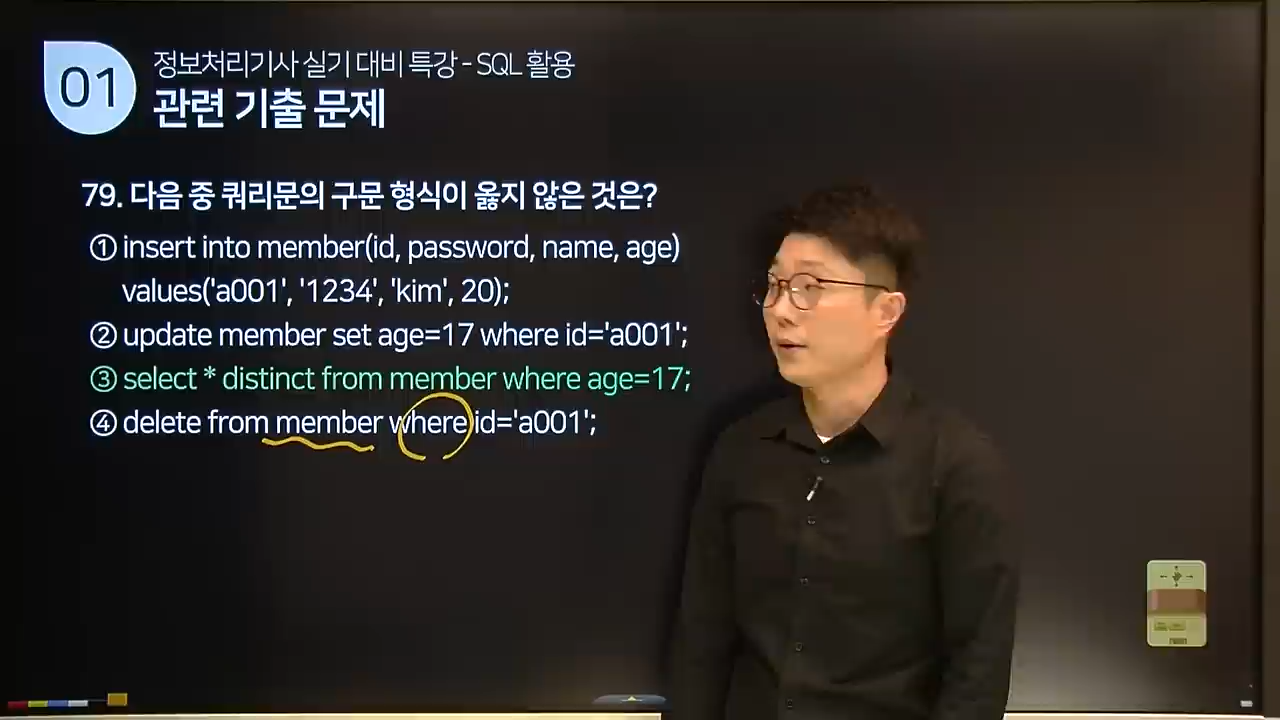 01
정보처리기사 실기 대비 특강 - SQL 활용
관련 기출 문제
79. 다음 중 쿼리문의 구문 형식이 옳지 않은 것은?
① insert into member(id, password, name, age)
values('a001', '1234', 'kim', 20);
② update member set age=17 where id='a001';
③ select * distinct from member where age=17;
④ delete from member where id='a001';